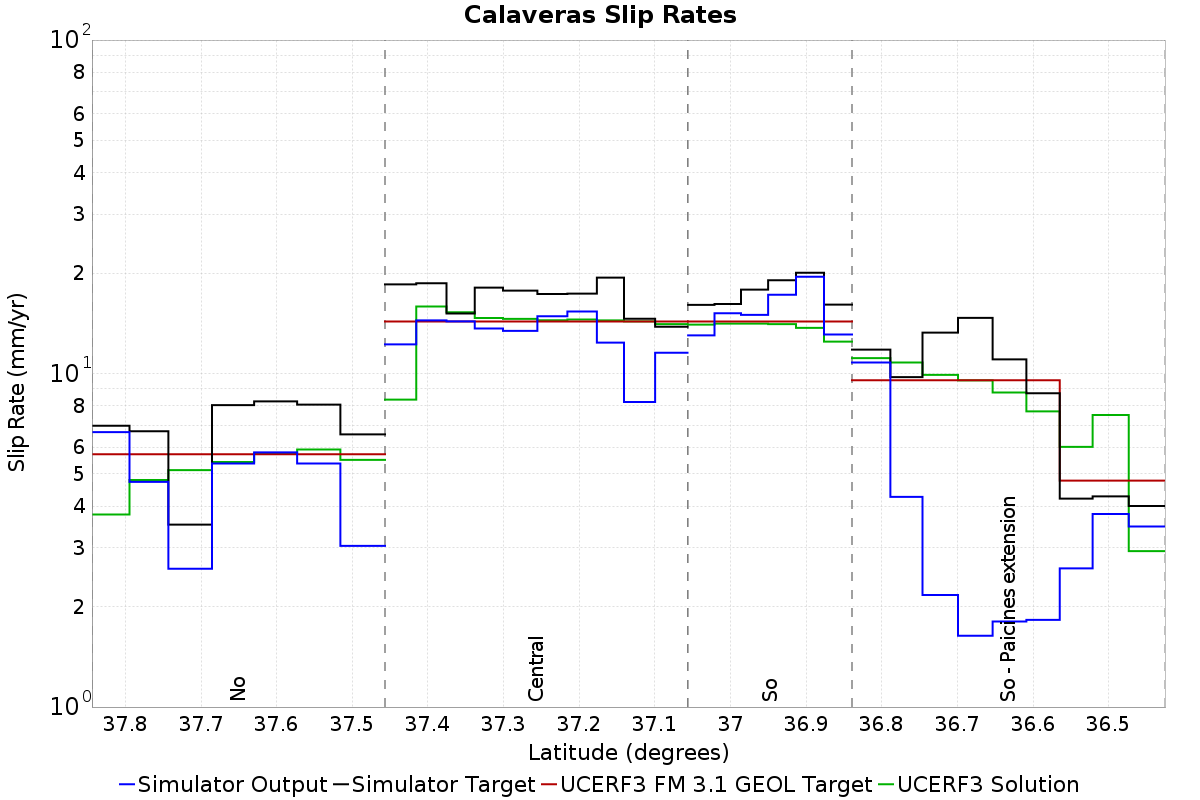 Calaveras Slip Rates
10^2
8
6
5
4
3
2
10^1
8
6
5
4
3
2
10^0
Slip Rate (mm/yr)
No
Central
So
So - Paicines extension
37.8 37.7 37.6 37.5 37.4 37.3 37.2 37.1 37 36.9 36.8 36.7 36.6 36.5
Latitude (degrees)
Simulator Output Simulator Target UCERF3 FM 3.1 GEOL Target UCERF3 Solution